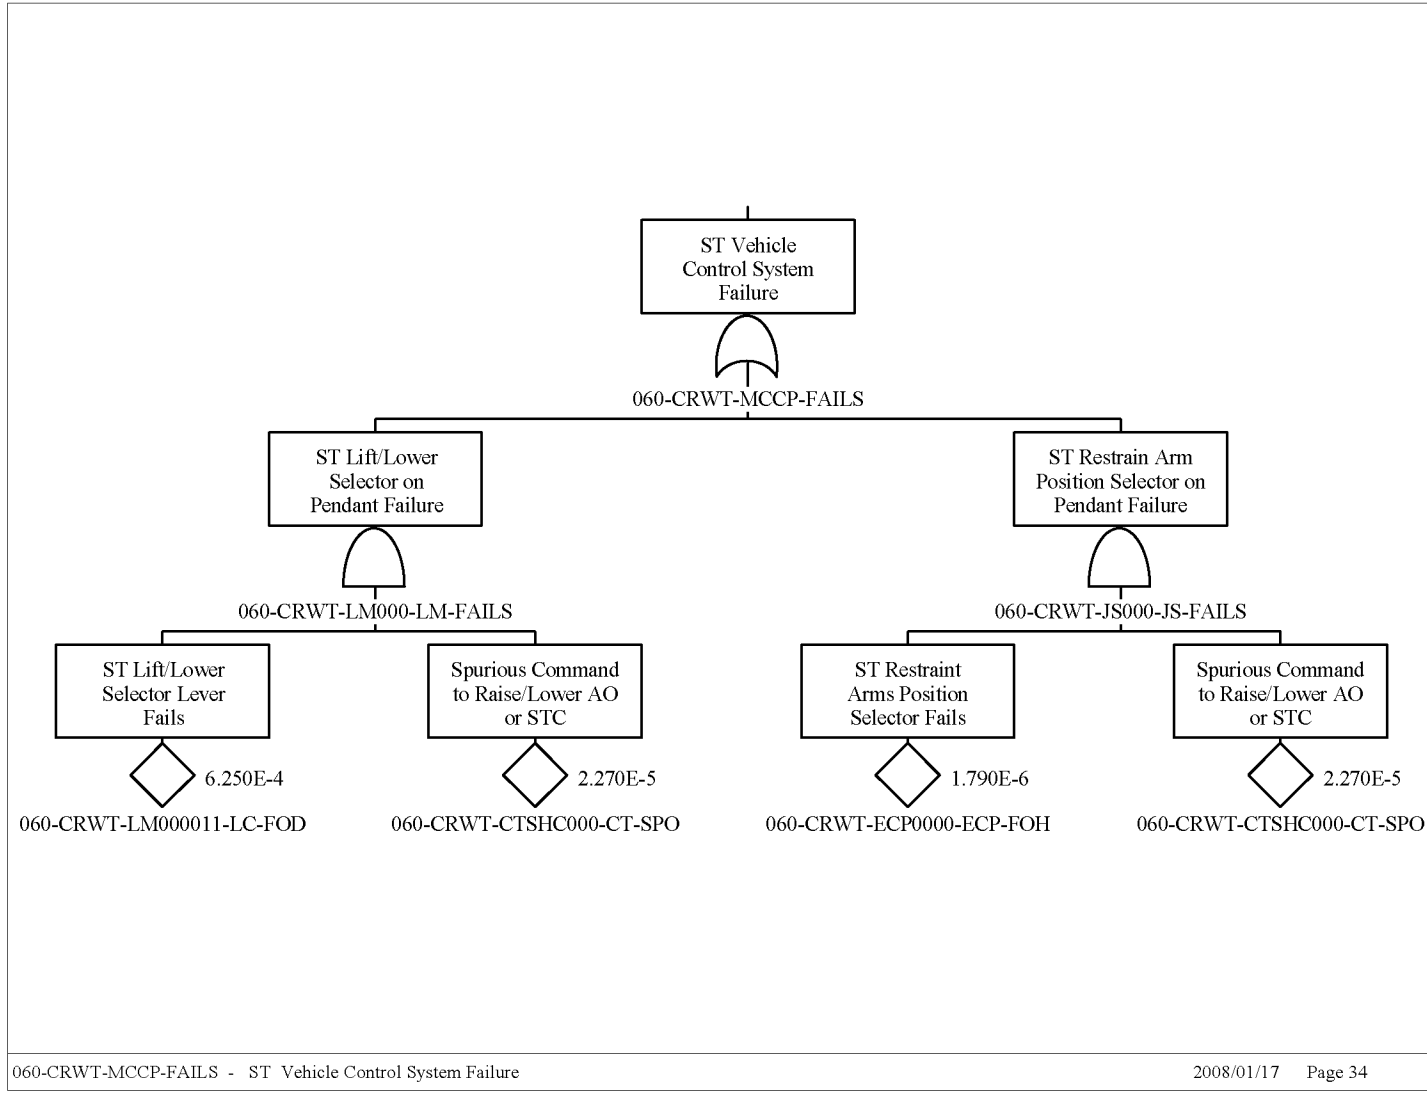 ST Vehicle
Control System
Failure
060-CRWT-MCCP-FAILS
ST Lift/Lower
Selector on
Pendant Failure
ST Restrain Arm
Position Selector on
Pendant Failure
060-CRWT-LM000-LM-FAILS
060-CRWT-JS000-JS-FAILS
ST Lift/Lower
Selector Lever
Fails
Spurious Command
to Raise/Lower AO
or STC
ST Restraint
Arms Position
Selector Fails
Spurious Command
to Raise/Lower AO
or STC
6.250E-4
2.270E-5
1.790E-6
2.270E-5
060-CRWT-LM000011-LC-FOD
060-CRWT-CTSHC000-CT-SPO
060-CRWT-ECP0000-ECP-FOH
060-CRWT-CTSHC000-CT-SPO
060-CRWT-MCCP-FAILS - ST Vehicle Control System Failure
2008/01/17 Page 34